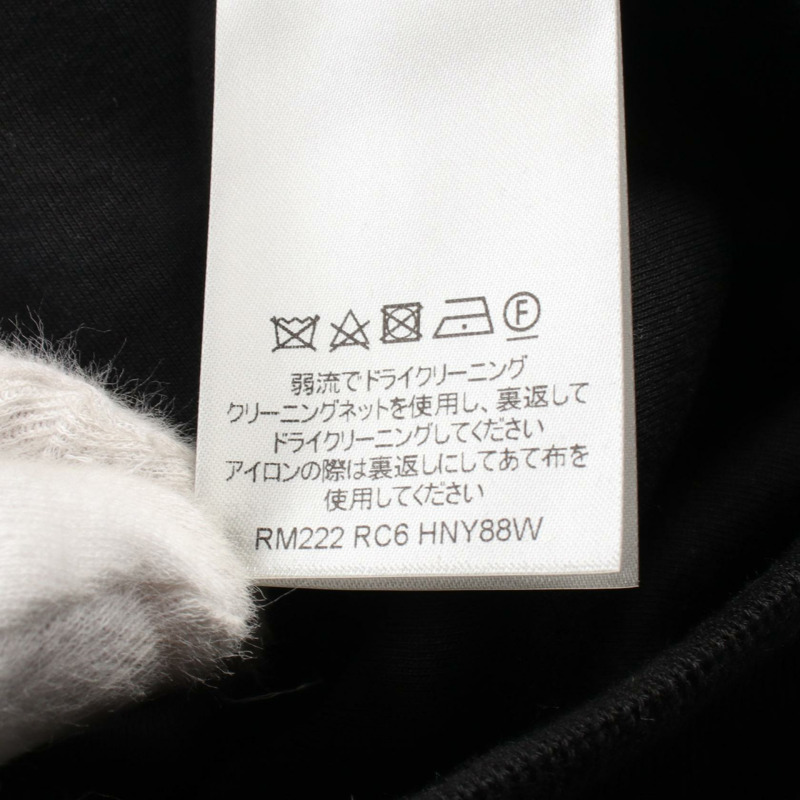 F
弱流でドライクリーニング
クリーニングネットを使用し、裏返して
ドライクリーニングしてください
アイロンの際は裏返しにしてあて布を
使用してください
RM222 RC6 HNY88W